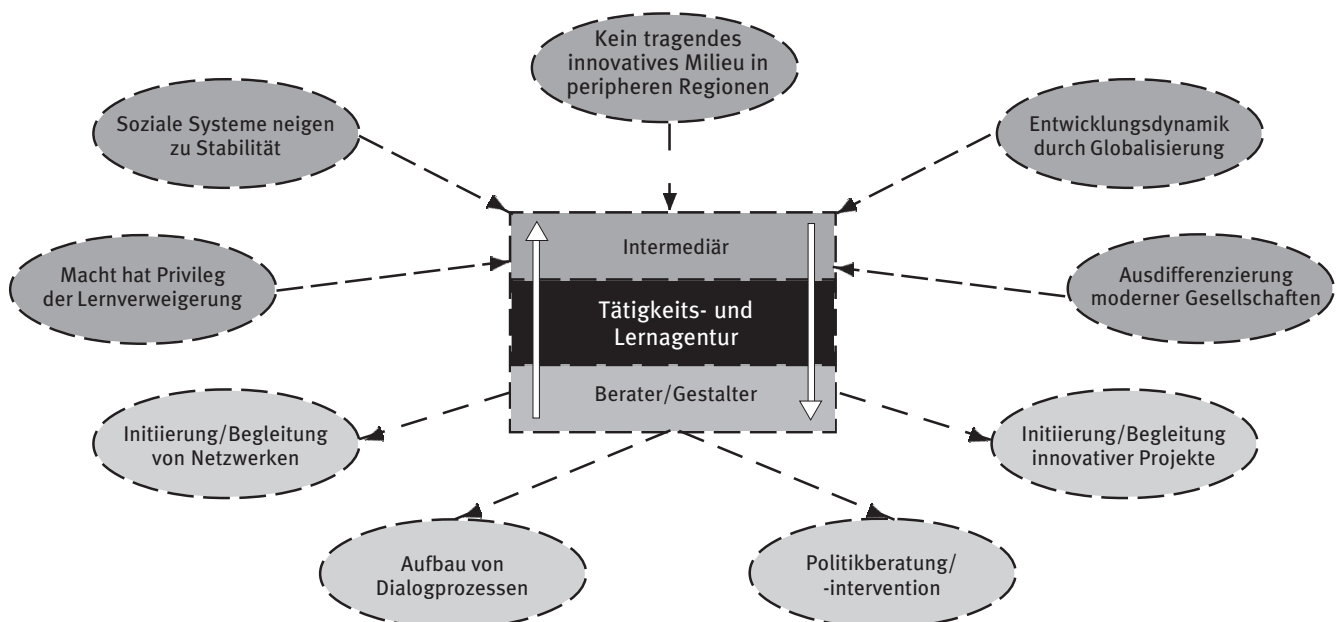 Kein tragendes
innovatives Milieu in
peripheren Regionen
Soziale Systeme neigen
zu Stabilität
Entwicklungsdynamik
durch Globalisierung
Intermediär
Macht hat Privileg
der Lernverweigerung
Ausdifferenzierung
moderner Gesellschaften
Tätigkeits- und
Lernagentur
Berater/Gestalter
Initiierung/Begleitung
von Netzwerken
Initiierung/Begleitung
innovativer Projekte
Aufbau von
Dialogprozessen
Politikberatung/
-intervention